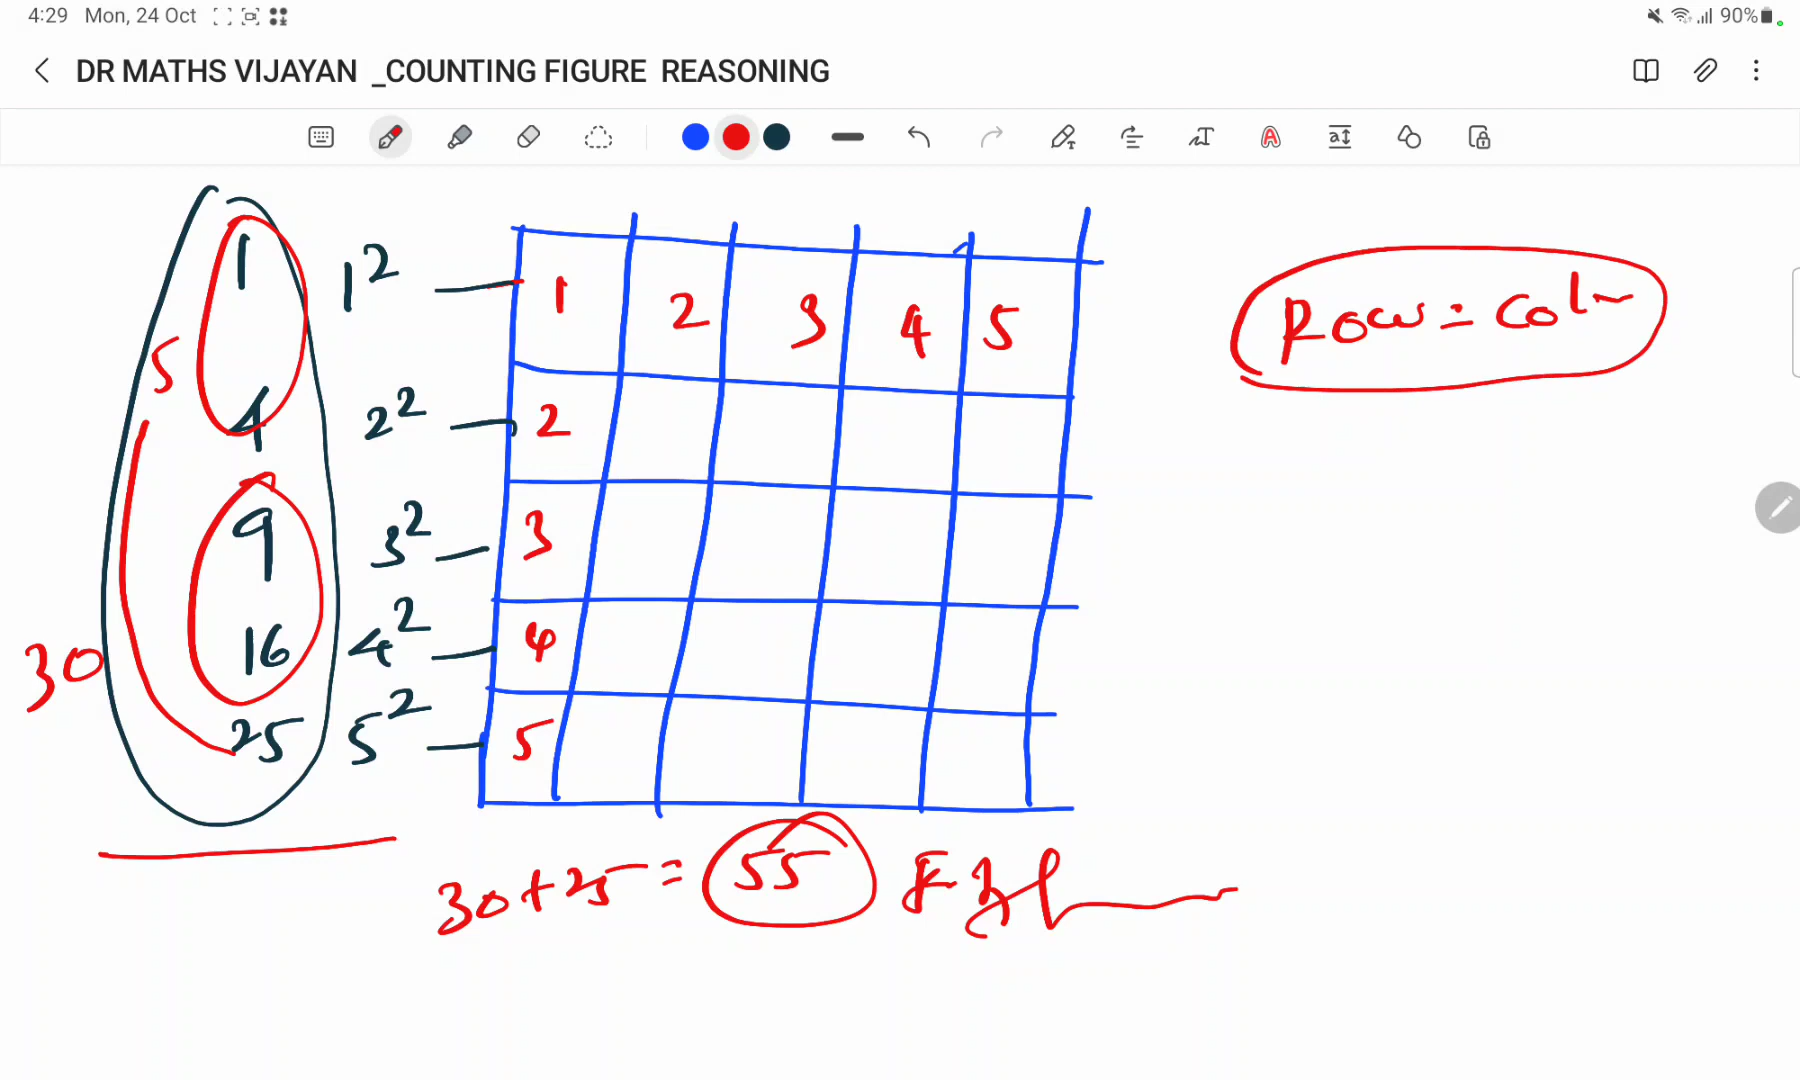 4:29 Mon, 24 Oct 90%
DR MATHS VIJAYAN _COUNTING FIGURE REASONING
1 1² 1 2 3 4 5 Row = Col
5
4 2² 2
9 3² 3
16 4² 4
30
25 5² 5
30+25 = 55